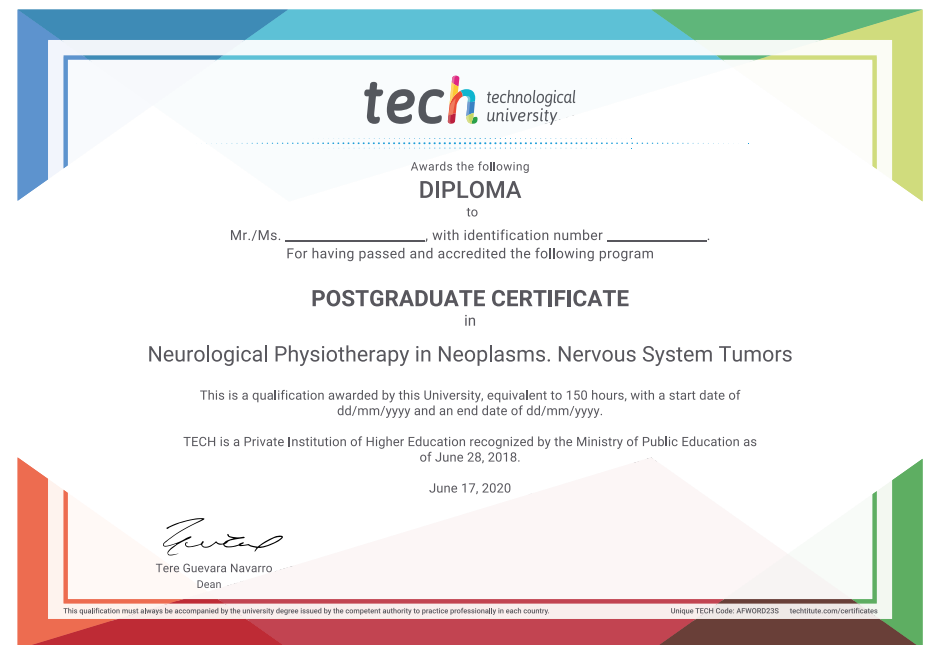 tech technological
university
Awards the following
DIPLOMA
to
Mr./Ms. ____________________, with identification number ______________.
For having passed and accredited the following program
POSTGRADUATE CERTIFICATE
in
Neurological Physiotherapy in Neoplasms. Nervous System Tumors
This is a qualification awarded by this University, equivalent to 150 hours, with a start date of
dd/mm/yyyy and an end date of dd/mm/yyyy.
TECH is a Private Institution of Higher Education recognized by the Ministry of Public Education as
of June 28, 2018.
June 17, 2020
Tere Guevara Navarro
Dean
This qualification must always be accompanied by the university degree issued by the competent authority to practice professionally in each country.
Unique TECH Code: AFWORD23S techtitute.com/certificates